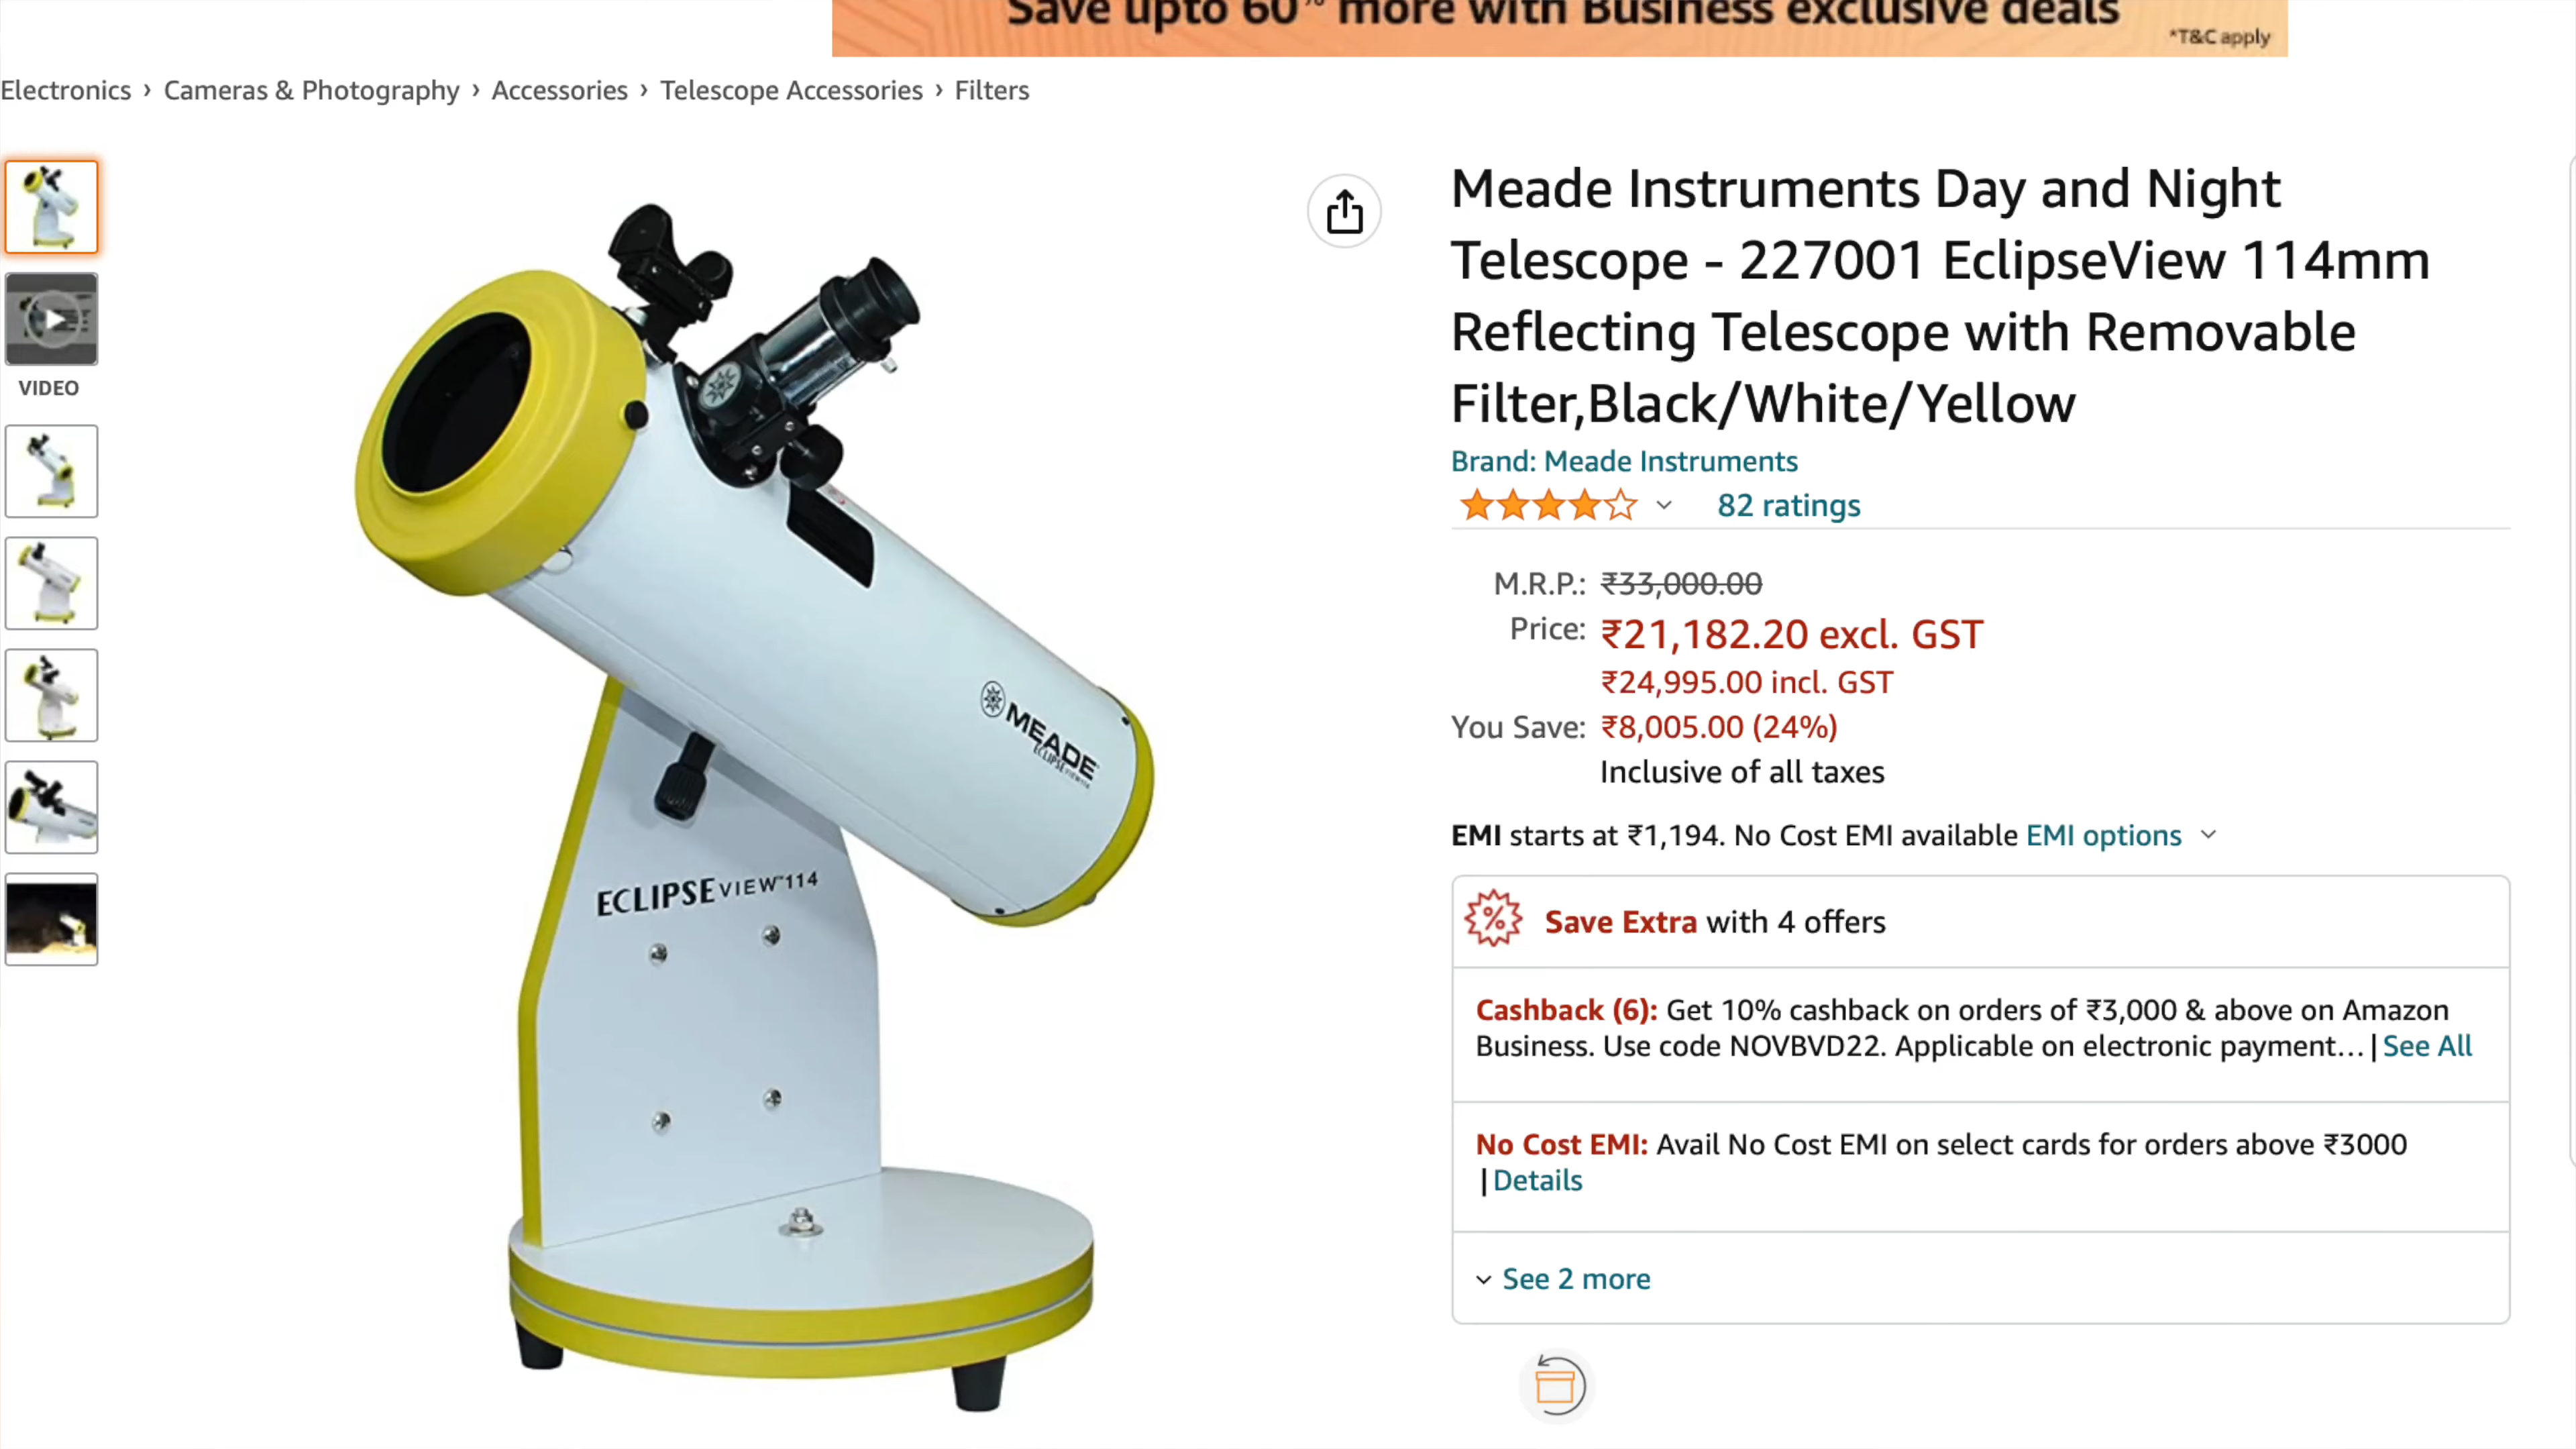 Save upto 60% more with Business exclusive deals
*T&C apply
Electronics › Cameras & Photography › Accessories › Telescope Accessories › Filters
VIDEO
MEADE
ECLIPSEVIEW114
ECLIPSEVIEW™114
Meade Instruments Day and Night
Telescope - 227001 EclipseView 114mm
Reflecting Telescope with Removable
Filter,Black/White/Yellow
Brand: Meade Instruments
82 ratings
M.R.P.: ₹33,000.00
Price: ₹21,182.20 excl. GST
₹24,995.00 incl. GST
You Save: ₹8,005.00 (24%)
Inclusive of all taxes
EMI starts at ₹1,194. No Cost EMI available EMI options
Save Extra with 4 offers
Cashback (6): Get 10% cashback on orders of ₹3,000 & above on Amazon
Business. Use code NOVBVD22. Applicable on electronic payment… | See All
No Cost EMI: Avail No Cost EMI on select cards for orders above ₹3000
| Details
See 2 more